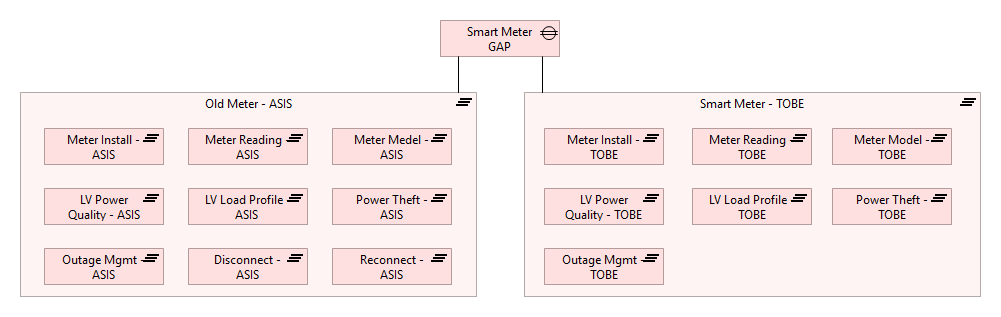 Smart Meter
GAP
Old Meter - ASIS
Smart Meter - TOBE
Meter Install -
ASIS
Meter Reading
ASIS
Meter Medel -
ASIS
Meter Install -
TOBE
Meter Reading
TOBE
Meter Model -
TOBE
LV Power
Quality - ASIS
LV Load Profile
ASIS
Power Theft -
ASIS
LV Power
Quality - TOBE
LV Load Profile
TOBE
Power Theft -
TOBE
Outage Mgmt -
ASIS
Disconnect -
ASIS
Reconnect -
ASIS
Outage Mgmt -
TOBE